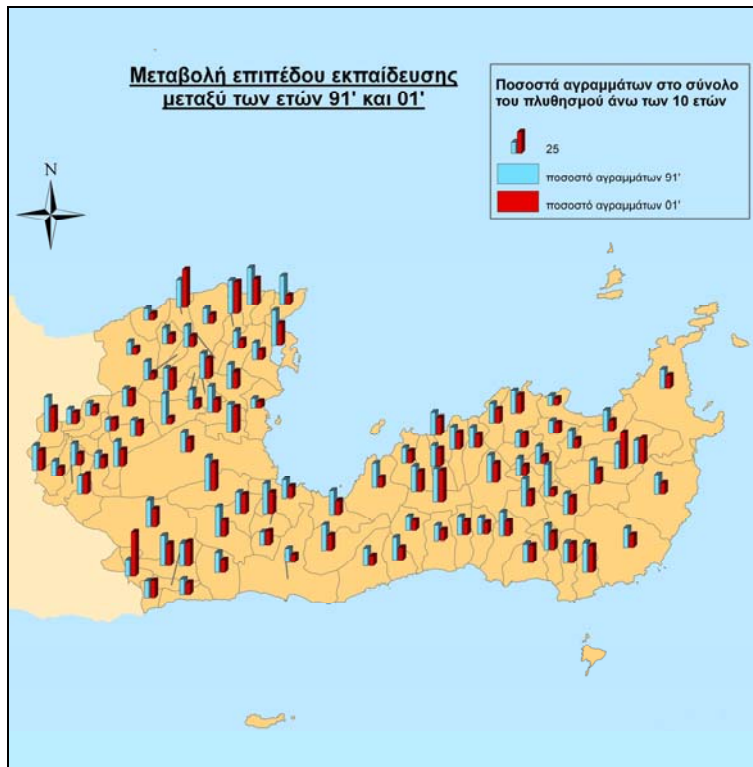 Μεταβολή επιπέδου εκπαίδευσης
μεταξύ των ετών 91' και 01'
Ποσοστά αγραμμάτων στο σύνολο
του πλυθησμού άνω των 10 ετών
25
ποσοστό αγραμμάτων 91'
ποσοστό αγραμμάτων 01'
N